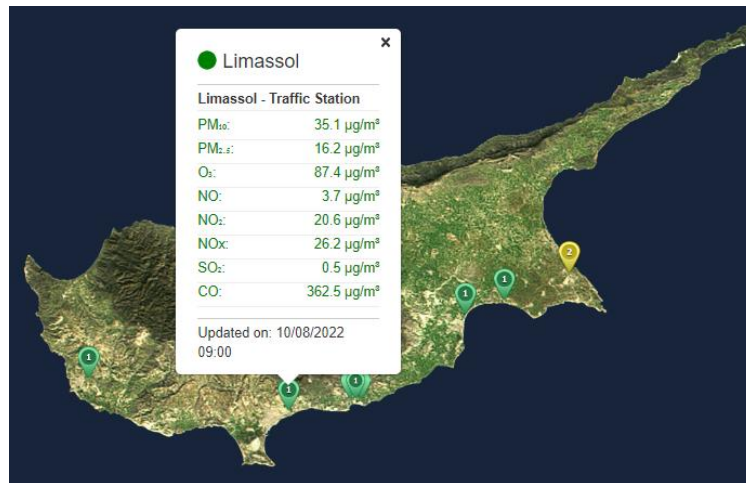 ×
Limassol
Limassol - Traffic Station
PM₁₀: 35.1 µg/m³
PM₂.₅: 16.2 µg/m³
O₃: 87.4 µg/m³
NO: 3.7 µg/m³
NO₂: 20.6 µg/m³
NOx: 26.2 µg/m³
SO₂: 0.5 µg/m³
CO: 362.5 µg/m³
Updated on: 10/08/2022
09:00
2
1
1
1
1
1